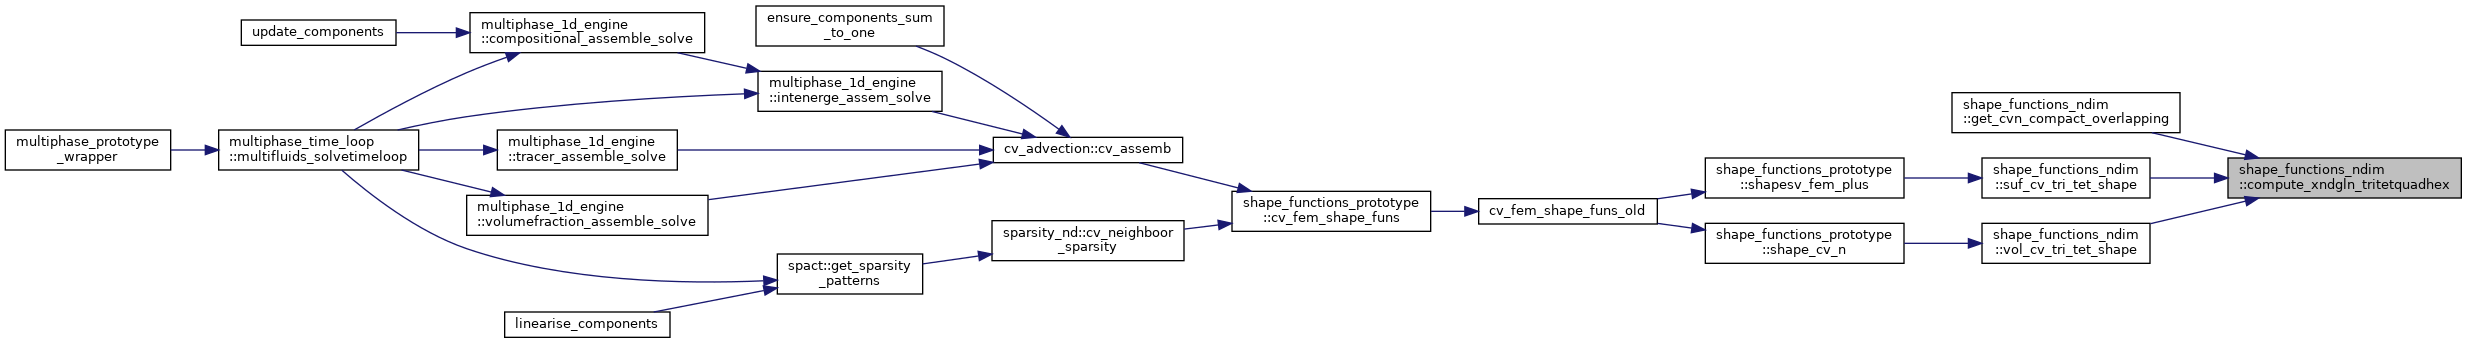 multiphase_prototype
_wrapper
update_components
multiphase_time_loop
::multifluids_solvetimeloop
multiphase_1d_engine
::compositional_assemble_solve
multiphase_1d_engine
::tracer_assemble_solve
multiphase_1d_engine
::volumefraction_assemble_solve
linearise_components
ensure_components_sum
_to_one
multiphase_1d_engine
::intenerge_assem_solve
spact::get_sparsity
_patterns
cv_advection::cv_assemb
sparsity_nd::cv_neighboor
_sparsity
shape_functions_prototype
::cv_fem_shape_funs
cv_fem_shape_funs_old
shape_functions_prototype
::shapesv_fem_plus
shape_functions_prototype
::shape_cv_n
shape_functions_ndim
::get_cvn_compact_overlapping
shape_functions_ndim
::suf_cv_tri_tet_shape
shape_functions_ndim
::vol_cv_tri_tet_shape
shape_functions_ndim
::compute_xndgln_tritetquadhex